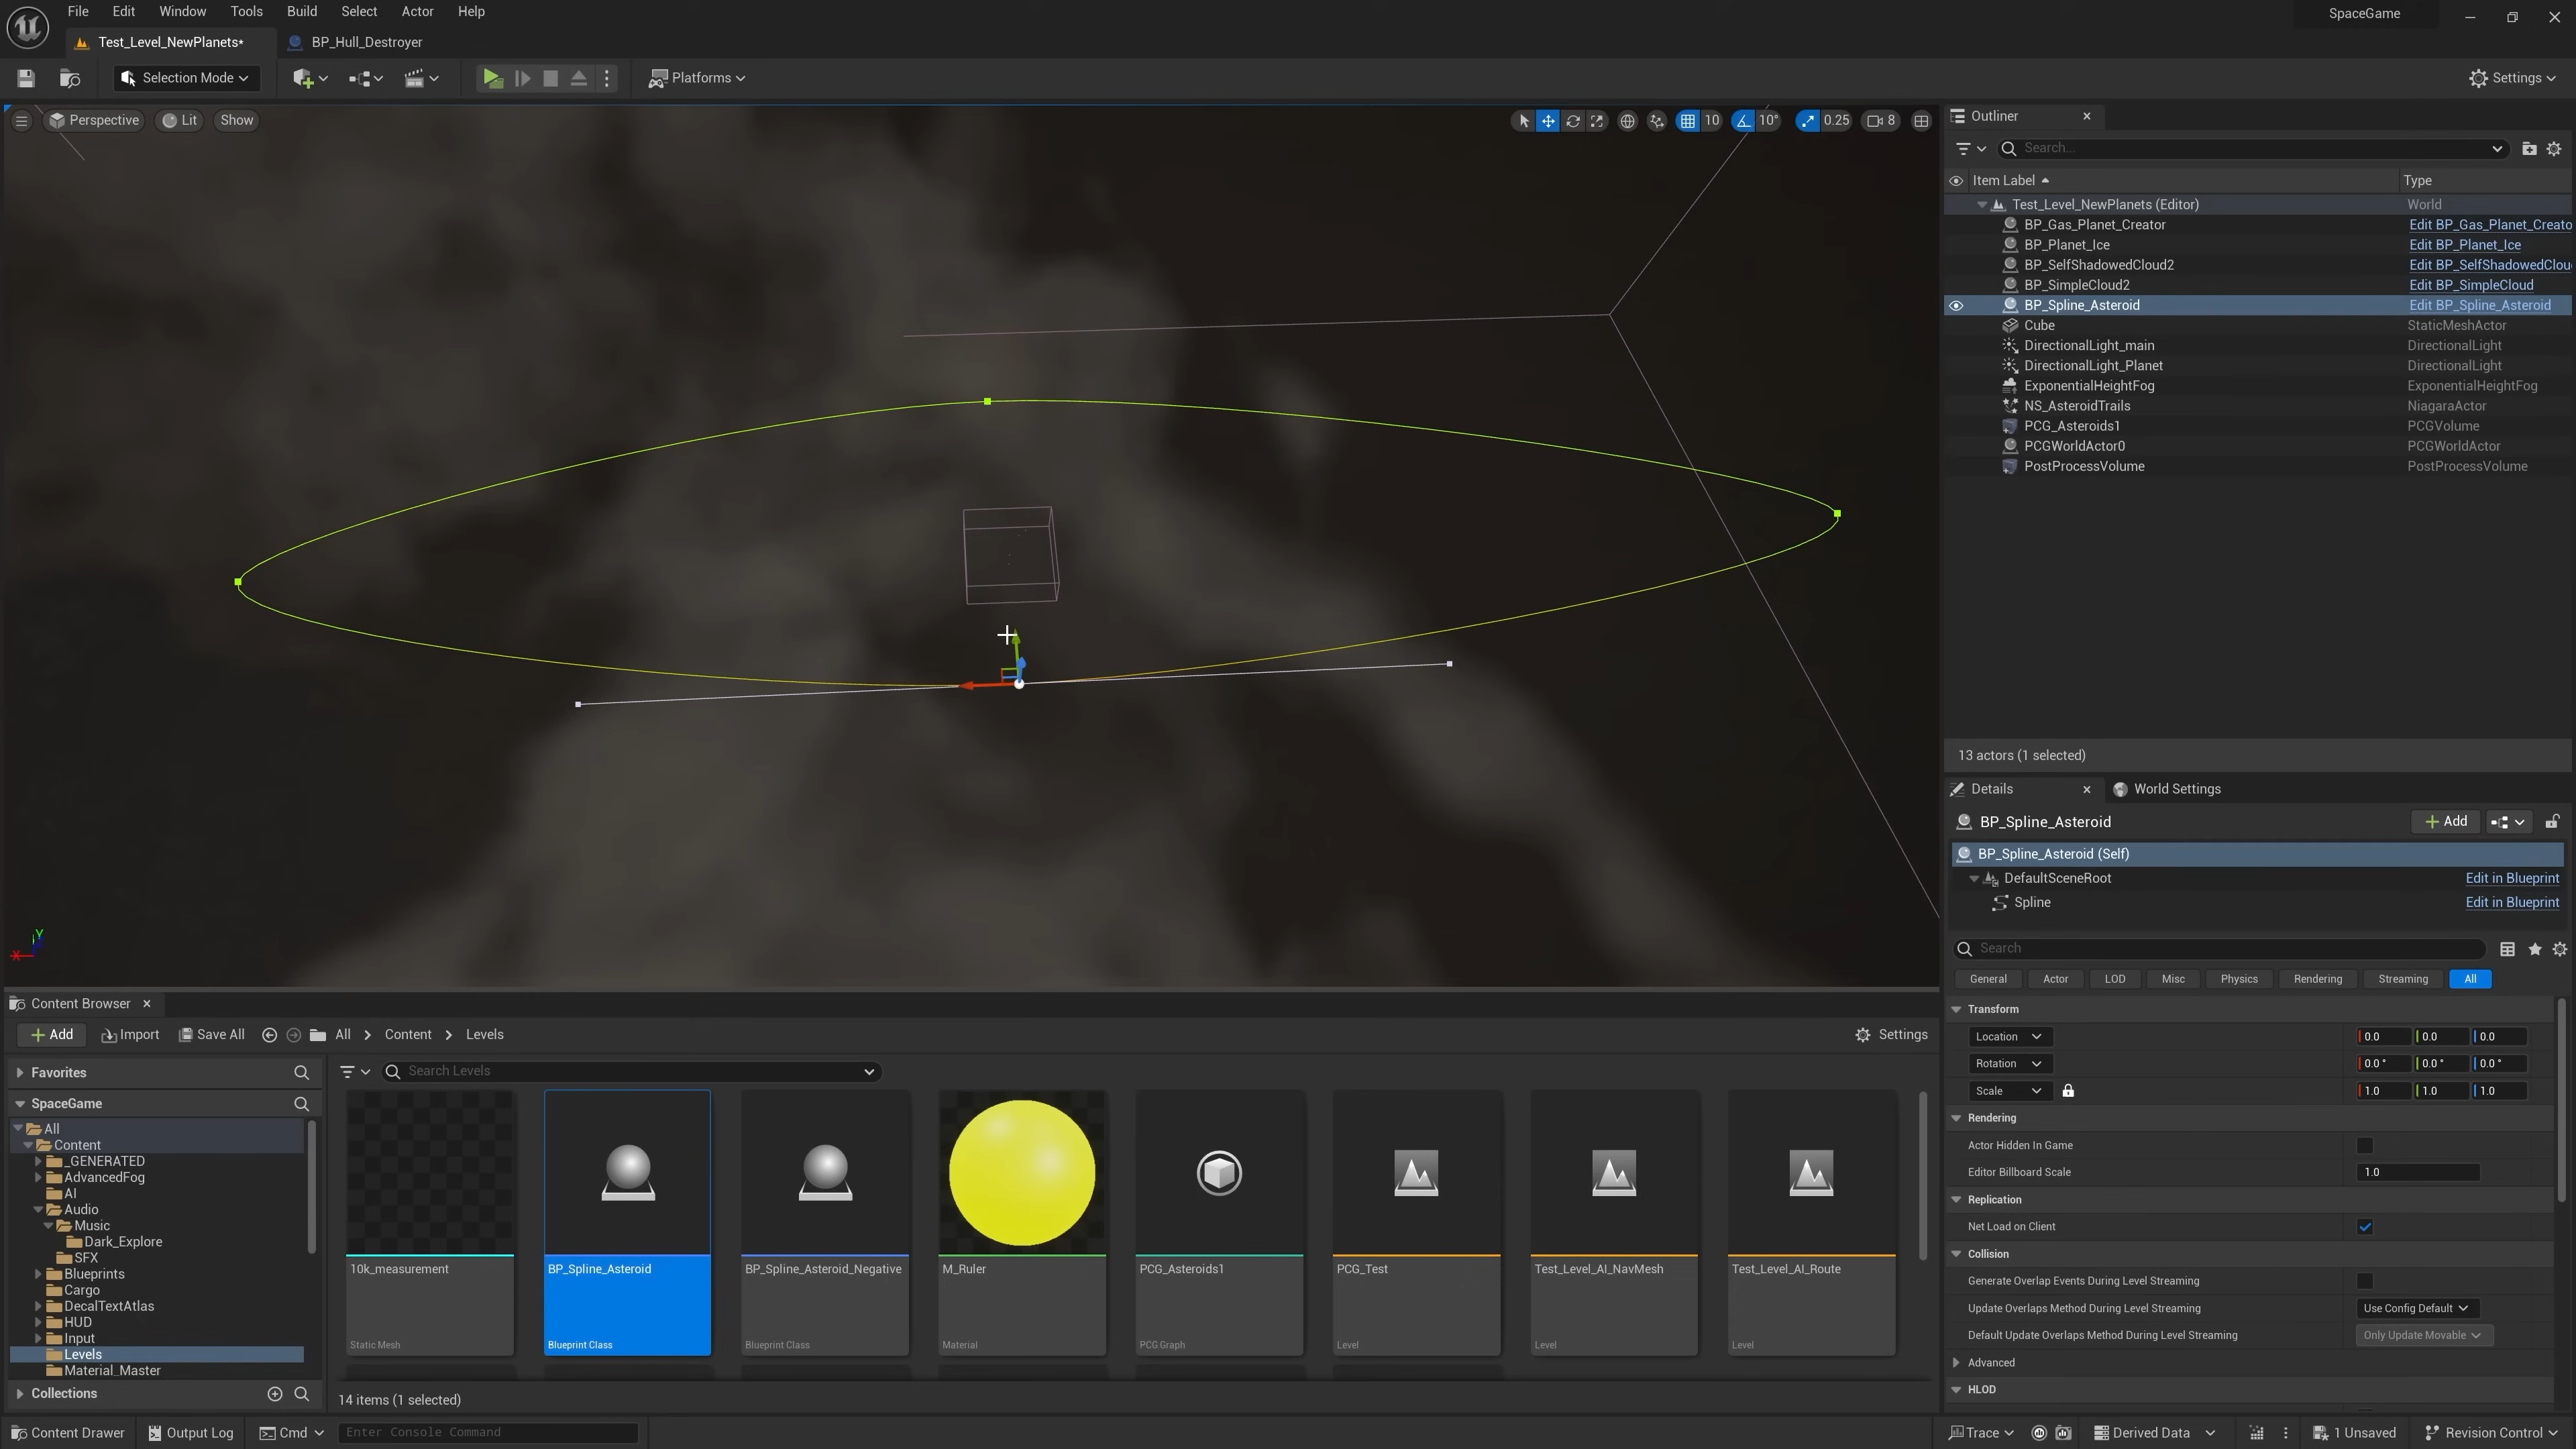 File Edit Window Tools Build Select Actor Help
SpaceGame
Test_Level_NewPlanets*
BP_Hull_Destroyer
Selection Mode
Platforms
Settings
Perspective
Lit
Show
10
10°
0.25
8
Outliner
Search...
Item Label
Type
Test_Level_NewPlanets (Editor) World
BP_Gas_Planet_Creator Edit BP_Gas_Planet_Creato
BP_Planet_Ice Edit BP_Planet_Ice
BP_SelfShadowedCloud2 Edit BP_SelfShadowedClou
BP_SimpleCloud2 Edit BP_SimpleCloud
BP_Spline_Asteroid Edit BP_Spline_Asteroid
Cube StaticMeshActor
DirectionalLight_main DirectionalLight
DirectionalLight_Planet DirectionalLight
ExponentialHeightFog ExponentialHeightFog
NS_AsteroidTrails NiagaraActor
PCG_Asteroids1 PCGVolume
PCGWorldActor0 PCGWorldActor
PostProcessVolume PostProcessVolume
13 actors (1 selected)
Details
World Settings
BP_Spline_Asteroid
Add
BP_Spline_Asteroid (Self)
DefaultSceneRoot Edit in Blueprint
Spline Edit in Blueprint
Search
General Actor LOD Misc Physics Rendering Streaming All
Transform
Location 0.0 0.0 0.0
Rotation 0.0 ° 0.0 ° 0.0 °
Scale 1.0 1.0 1.0
Rendering
Actor Hidden In Game
Editor Billboard Scale 1.0
Replication
Net Load on Client
Collision
Generate Overlap Events During Level Streaming
Update Overlaps Method During Level Streaming Use Config Default
Default Update Overlaps Method During Level Streaming Only Update Movable
Advanced
HLOD
X
Y
Content Browser
Add
Import
Save All
All
Content
Levels
Settings
Favorites
SpaceGame
All
Content
_GENERATED
AdvancedFog
AI
Audio
Music
Dark_Explore
SFX
Blueprints
Cargo
DecalTextAtlas
HUD
Input
Levels
Material_Master
Collections
Search Levels
10k_measurement
Static Mesh
BP_Spline_Asteroid
Blueprint Class
BP_Spline_Asteroid_Negative
Blueprint Class
M_Ruler
Material
PCG_Asteroids1
PCG Graph
PCG_Test
Level
Test_Level_AI_NavMesh
Level
Test_Level_AI_Route
Level
14 items (1 selected)
Content Drawer
Output Log
Cmd
Enter Console Command
Trace
Derived Data
1 Unsaved
Revision Control